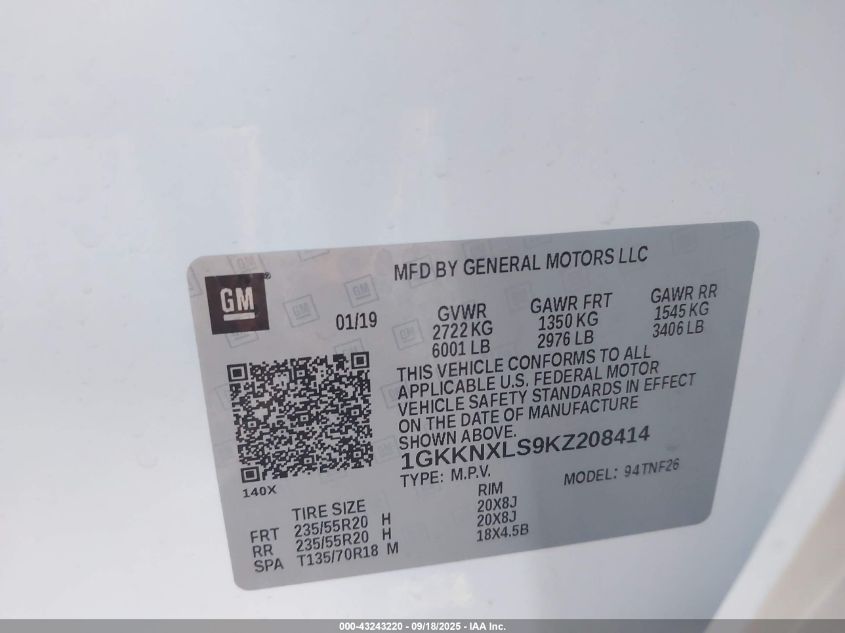 GM
MFD BY GENERAL MOTORS LLC
01/19
GVWR GAWR FRT GAWR RR
2722 KG 1350 KG 1545 KG
6001 LB 2976 LB 3406 LB
THIS VEHICLE CONFORMS TO ALL
APPLICABLE U.S. FEDERAL MOTOR
VEHICLE SAFETY STANDARDS IN EFFECT
ON THE DATE OF MANUFACTURE
SHOWN ABOVE.
1GKKNXLS9KZ208414
TYPE: M.P.V. MODEL: 94TNF26
140X
TIRE SIZE RIM
FRT 235/55R20 H 20X8J
RR 235/55R20 H 20X8J
SPA T135/70R18 M 18X4.5B
000-43243220 - 09/18/2025 - IAA Inc.